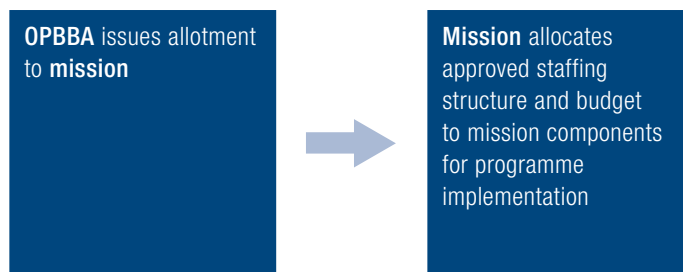 OPBBA issues allotment
to mission
Mission allocates
approved staffing
structure and budget
to mission components
for programme
implementation